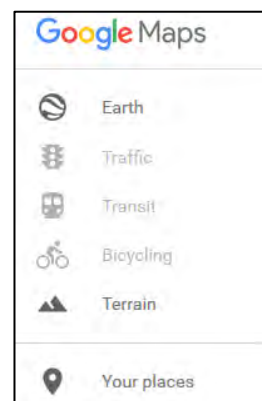 Google Maps
Earth
Traffic
Transit
Bicycling
Terrain
Your places